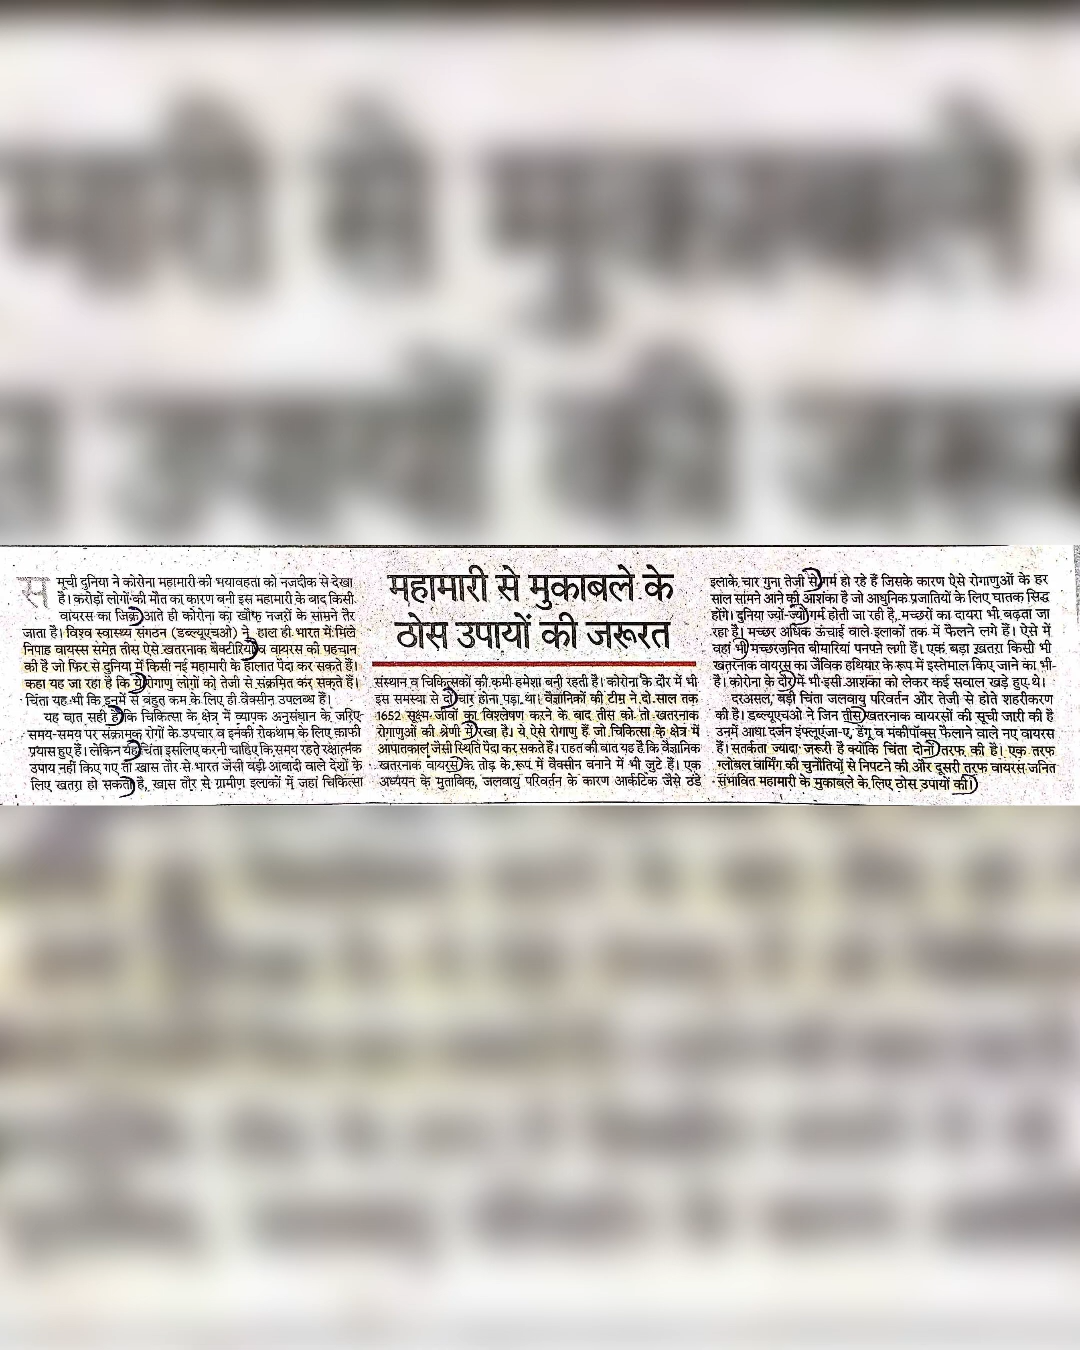 महामारी से मुकाबले के
ठोस उपायों की जरूरत
समूची दुनिया ने कोरोना महामारी की भयावहता को नजदीक से देखा
है। करोड़ों लोगों की मौत का कारण बनी इस महामारी के बाद किसी
वायरस का जिक्र आते ही कोरोना का खौफ नजरों के सामने तैर
जाता है। विश्व स्वास्थ्य संगठन (डब्ल्यूएचओ) ने हाल ही भारत में मिले
निपाह वायरस समेत तीस ऐसे खतरनाक बैक्टीरिया व वायरस की पहचान
की है जो फिर से दुनिया में किसी नई महामारी के हालात पैदा कर सकते हैं।
कहा यह जा रहा है कि ये रोगाणु लोगों को तेजी से संक्रमित कर सकते हैं।
चिंता यह भी कि इनमें से बहुत कम के लिए ही वैक्सीन उपलब्ध हैं।
यह बात सही है कि चिकित्सा के क्षेत्र में व्यापक अनुसंधान के जरिए
समय-समय पर संक्रामक रोगों के उपचार व इनकी रोकथाम के लिए काफी
प्रयास हुए हैं। लेकिन यह चिंता इसलिए करनी चाहिए कि समय रहते रक्षात्मक
उपाय नहीं किए गए तो खास तौर से भारत जैसी बड़ी आबादी वाले देशों के
लिए खतरा हो सकता है, खास तौर से ग्रामीण इलाकों में जहां चिकित्सा
संस्थान व चिकित्सकों की कमी हमेशा बनी रहती है। कोरोना के दौर में भी
इस समस्या से दो चार होना पड़ा था। वैज्ञानिकों की टीम ने दो साल तक
1652 सूक्ष्म जीवों का विश्लेषण करने के बाद तीस को तो खतरनाक
रोगाणुओं की श्रेणी में रखा है। ये ऐसे रोगाणु हैं जो चिकित्सा के क्षेत्र में
आपातकाल जैसी स्थिति पैदा कर सकते हैं। राहत की बात यह है कि वैज्ञानिक
खतरनाक वायरसों के तोड़ के रूप में वैक्सीन बनाने में भी जुटे हैं। एक
अध्ययन के मुताबिक, जलवायु परिवर्तन के कारण आर्कटिक जैसे ठंडे
इलाके चार गुना तेजी से गर्म हो रहे हैं जिसके कारण ऐसे रोगाणुओं के हर
साल सामने आने की आशंका है जो आधुनिक प्रजातियों के लिए घातक सिद्ध
होंगे। दुनिया ज्यों-ज्यों गर्म होती जा रही है, मच्छरों का दायरा भी बढ़ता जा
रहा है। मच्छर अधिक ऊंचाई वाले इलाकों तक में फैलने लगे हैं। ऐसे में
वहां भी मच्छरजनित बीमारियां पनपने लगी हैं। एक बड़ा खतरा किसी भी
खतरनाक वायरस का जैविक हथियार के रूप में इस्तेमाल किए जाने का भी
है। कोरोना के दौर में भी इसी आशंका को लेकर कई सवाल खड़े हुए थे।
दरअसल, बड़ी चिंता जलवायु परिवर्तन और तेजी से होते शहरीकरण
की है। डब्ल्यूएचओ ने जिन तीस खतरनाक वायरसों की सूची जारी की है
उनमें आधा दर्जन इंफ्लूएंजा-ए, डेंगू व मंकीपॉक्स फैलाने वाले नए वायरस
हैं। सतर्कता ज्यादा जरूरी है क्योंकि चिंता दोनों तरफ की है। एक तरफ
ग्लोबल वार्मिंग की चुनौतियों से निपटने की और दूसरी तरफ वायरस जनित
संभावित महामारी के मुकाबले के लिए ठोस उपायों की।